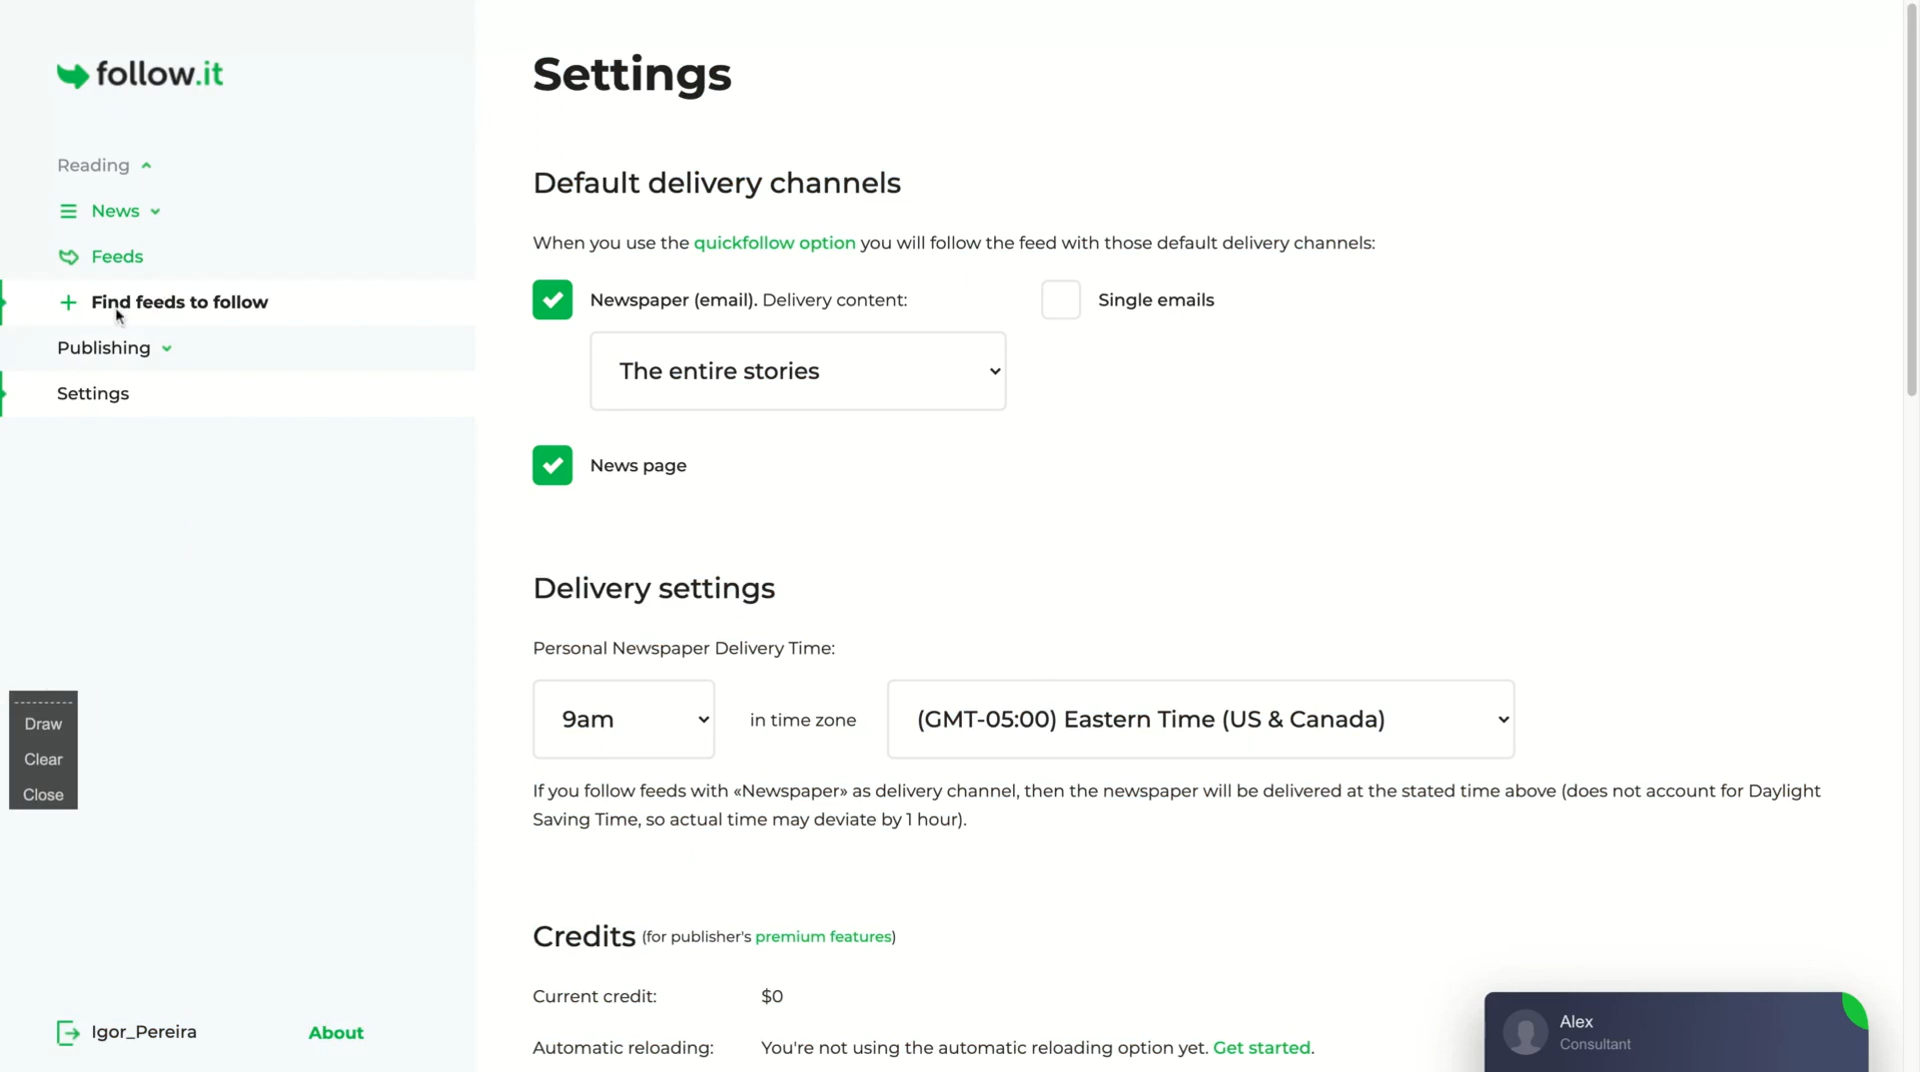 follow.it
Reading
News
Feeds
Find feeds to follow
Publishing
Settings
Draw
Clear
Close
Igor_Pereira
About
Settings
Default delivery channels
When you use the quickfollow option you will follow the feed with those default delivery channels:
Newspaper (email). Delivery content:
Single emails
The entire stories
News page
Delivery settings
Personal Newspaper Delivery Time:
9am
in time zone
(GMT-05:00) Eastern Time (US & Canada)
If you follow feeds with «Newspaper» as delivery channel, then the newspaper will be delivered at the stated time above (does not account for Daylight
Saving Time, so actual time may deviate by 1 hour).
Credits (for publisher's premium features)
Current credit: $0
Automatic reloading: You're not using the automatic reloading option yet. Get started.
Alex
Consultant